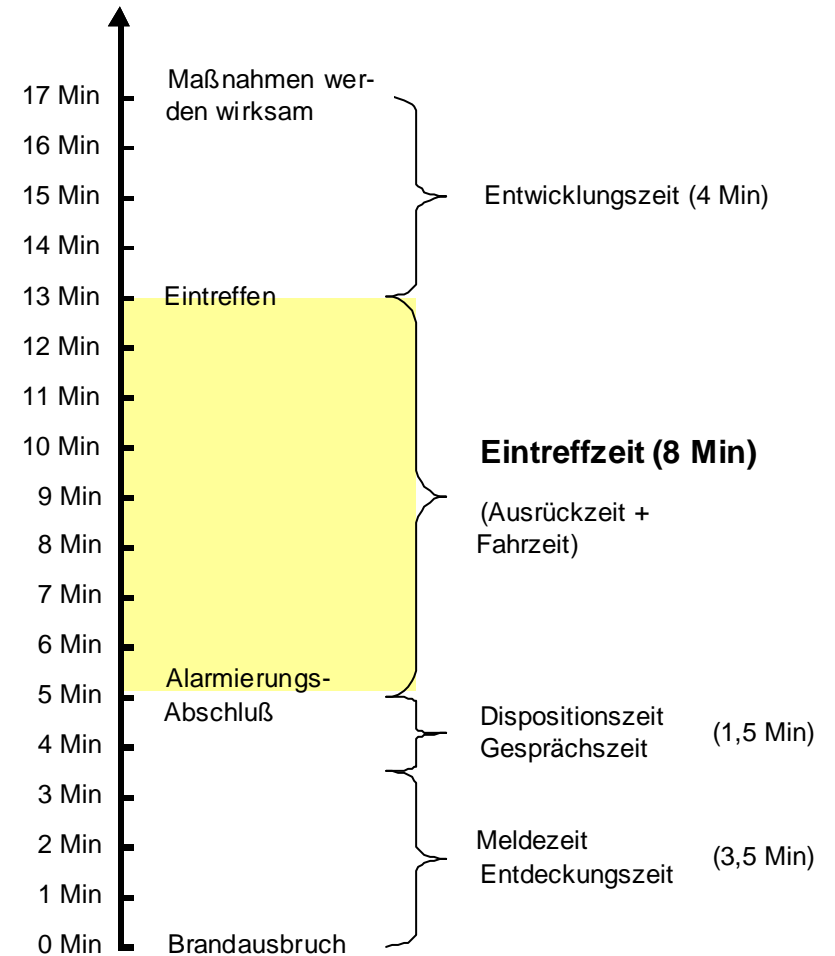 17 Min
Maßnahmen wer-
den wirksam
16 Min
15 Min
Entwicklungszeit (4 Min)
14 Min
13 Min
Eintreffen
12 Min
11 Min
10 Min
Eintreffzeit (8 Min)
9 Min
(Ausrückzeit +
Fahrzeit)
8 Min
7 Min
6 Min
Alarmierungs-
Abschluß
5 Min
Dispositionszeit
Gesprächszeit
(1,5 Min)
4 Min
3 Min
2 Min
Meldezeit
Entdeckungszeit
(3,5 Min)
1 Min
0 Min
Brandausbruch